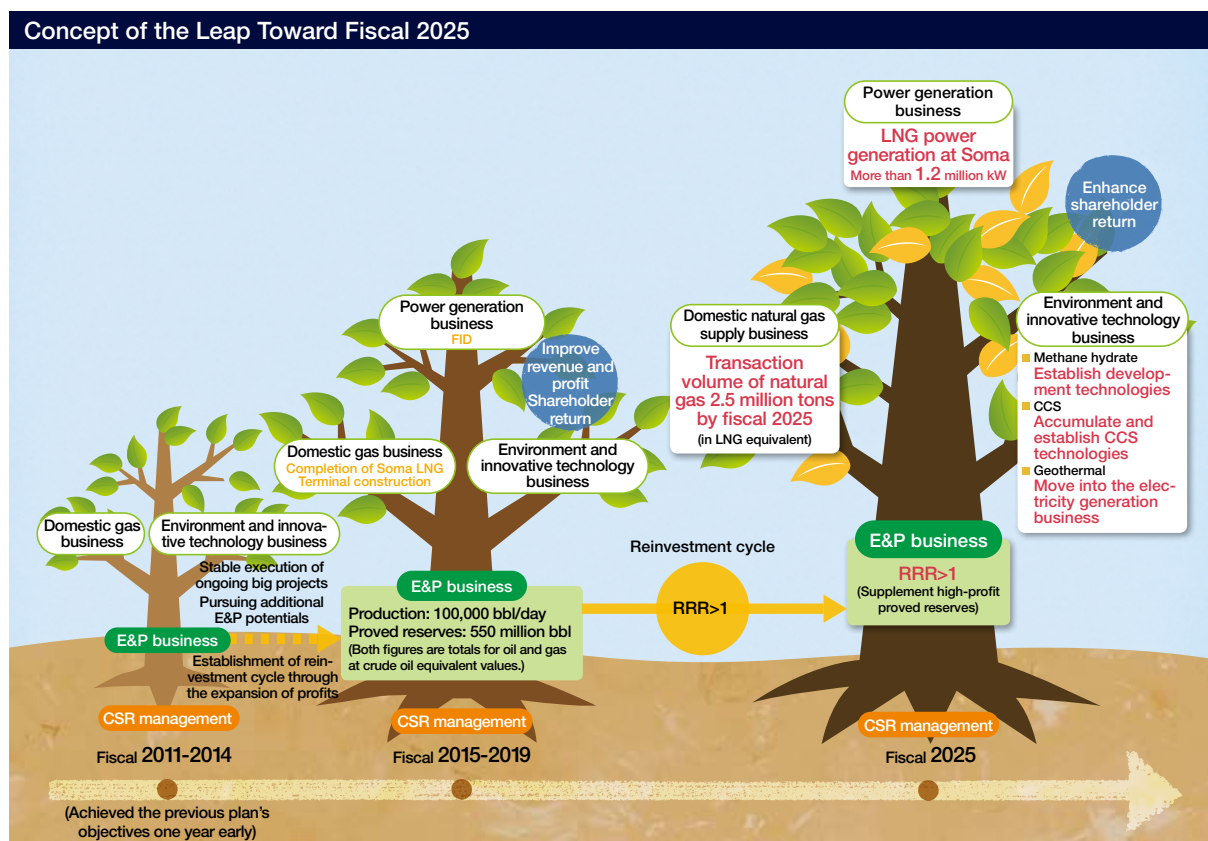 Concept of the Leap Toward Fiscal 2025
Domestic gas
business
Environment and innova-
tive technology business
Stable execution of
ongoing big projects
Pursuing additional
E&P potentials
E&P business
Establishment of rein-
vestment cycle through
the expansion of profits
CSR management
Fiscal 2011-2014
(Achieved the previous plan's
objectives one year early)
Power generation
business
FID
Improve
revenue and
profit
Shareholder
return
Domestic gas business
Completion of Soma LNG
Terminal construction
Environment and
innovative technology
business
E&P business
Production: 100,000 bbl/day
Proved reserves: 550 million bbl
(Both figures are totals for oil and gas
at crude oil equivalent values.)
CSR management
Fiscal 2015-2019
Reinvestment cycle
RRR>1
Power generation
business
LNG power
generation at Soma
More than 1.2 million kW
Enhance
shareholder
return
Domestic natural gas
supply business
Transaction
volume of natural
gas 2.5 million tons
by fiscal 2025
(in LNG equivalent)
Environment and
innovative technology
business
Methane hydrate
Establish develop-
ment technologies
CCS
Accumulate and
establish CCS
technologies
Geothermal
Move into the elec-
tricity generation
business
E&P business
RRR>1
(Supplement high-profit
proved reserves)
CSR management
Fiscal 2025